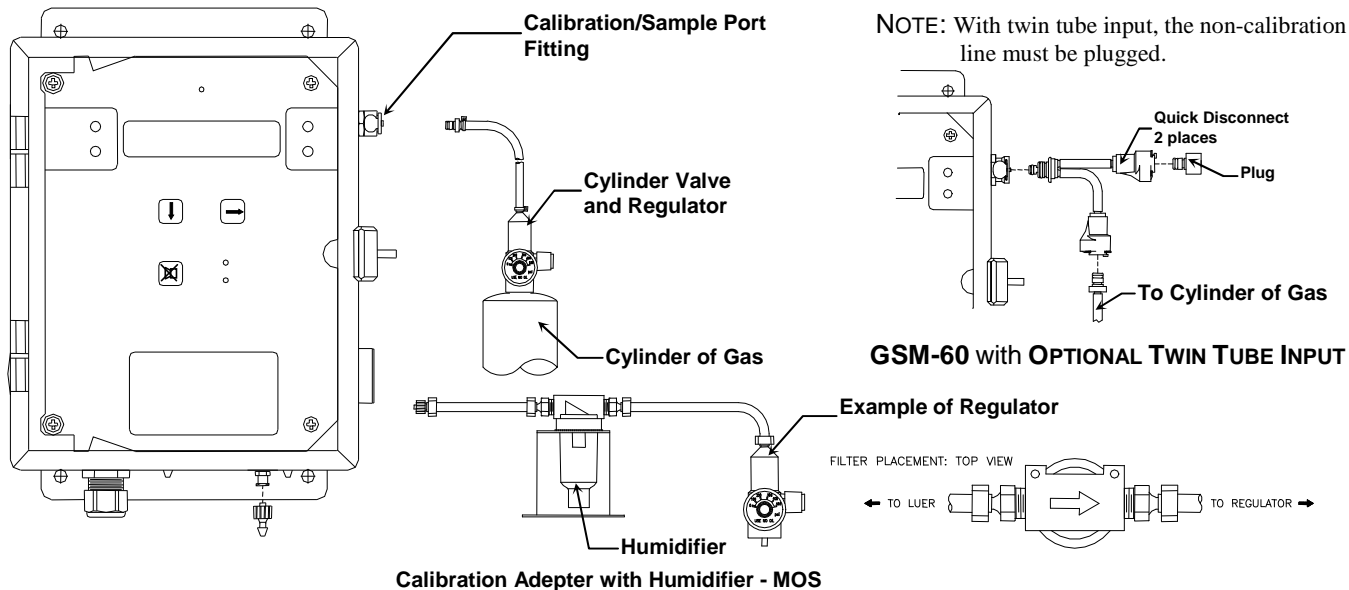 Calibration/Sample Port
Fitting
Cylinder Valve
and Regulator
Cylinder of Gas
NOTE: With twin tube input, the non-calibration
line must be plugged.
Quick Disconnect
2 places
Plug
To Cylinder of Gas
GSM-60 with OPTIONAL TWIN TUBE INPUT
Example of Regulator
Humidifier
Calibration Adepter with Humidifier - MOS
FILTER PLACEMENT: TOP VIEW
TO LUER
TO REGULATOR